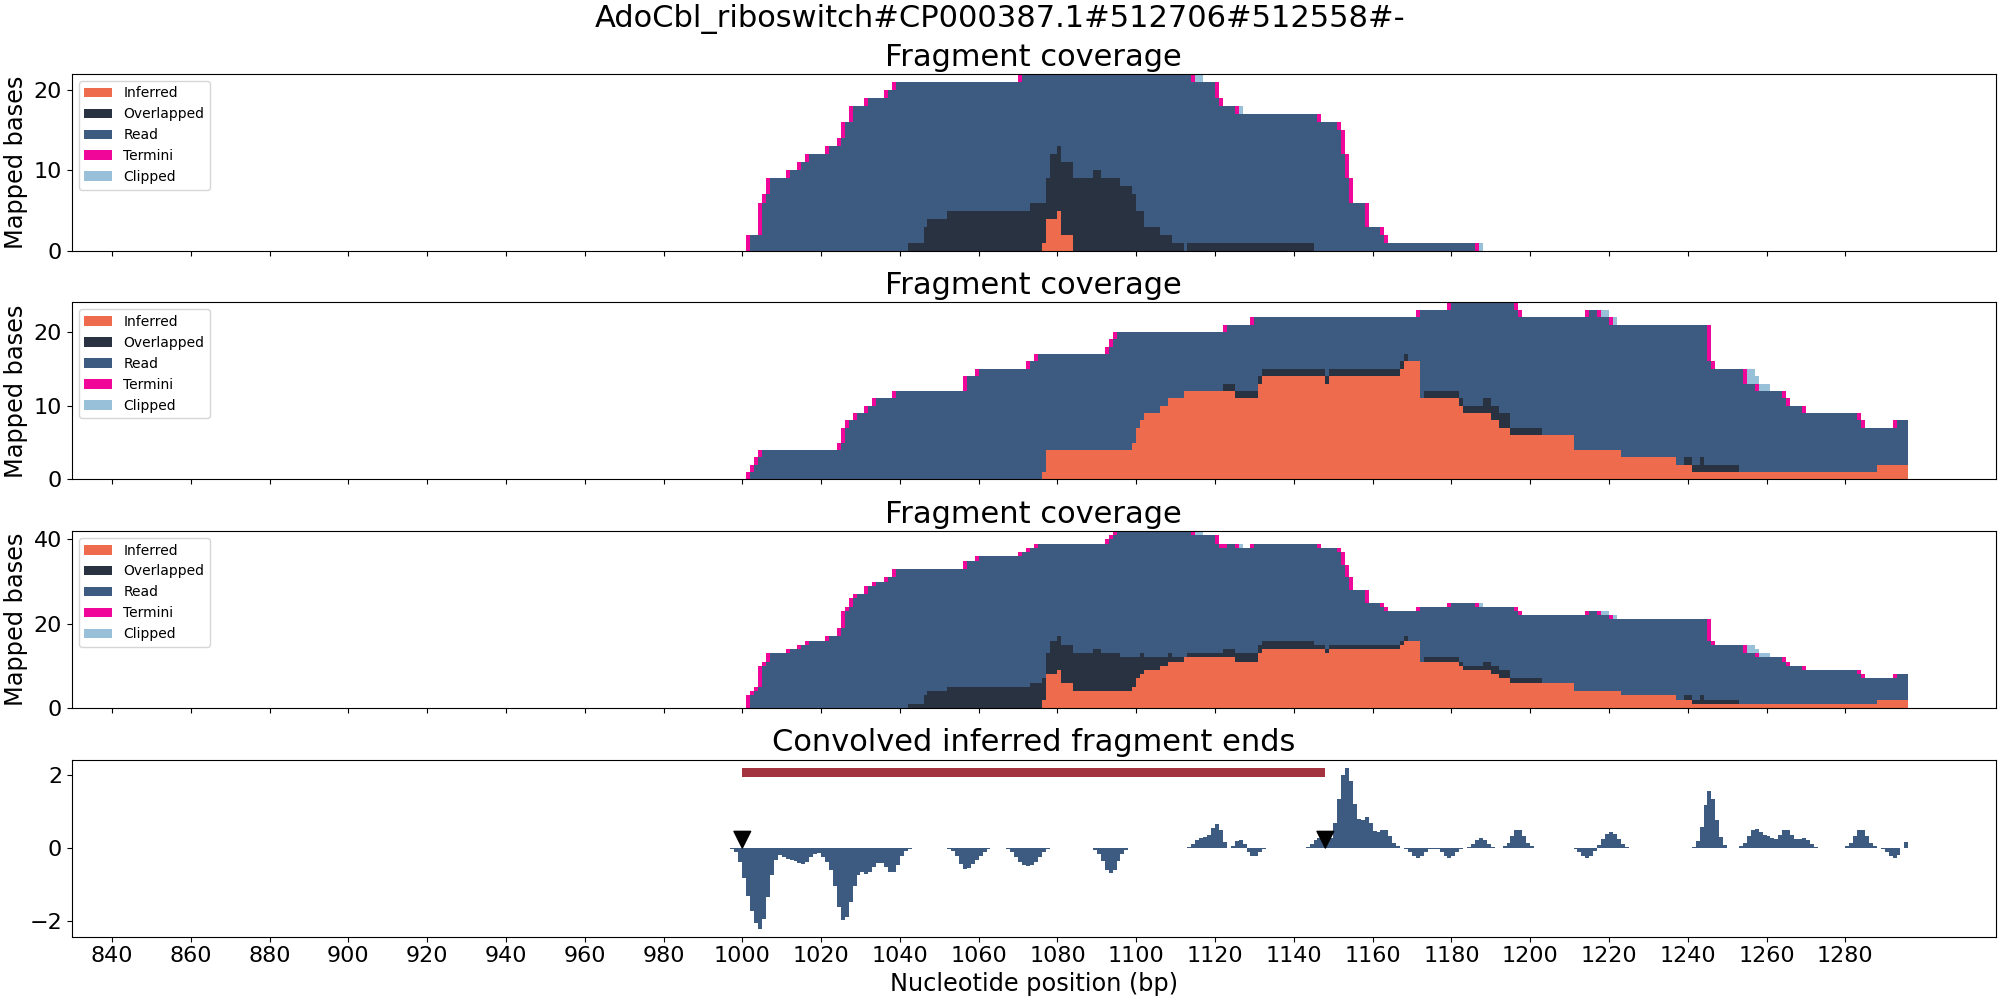 AdoCbl_riboswitch#CP000387.1#512706#512558#-
Fragment coverage
Mapped bases
20
10
0
Inferred
Overlapped
Read
Termini
Clipped
Fragment coverage
Mapped bases
20
10
0
Inferred
Overlapped
Read
Termini
Clipped
Fragment coverage
Mapped bases
40
20
0
Inferred
Overlapped
Read
Termini
Clipped
Convolved inferred fragment ends
2
0
−2
840 860 880 900 920 940 960 980 1000 1020 1040 1060 1080 1100 1120 1140 1160 1180 1200 1220 1240 1260 1280
Nucleotide position (bp)